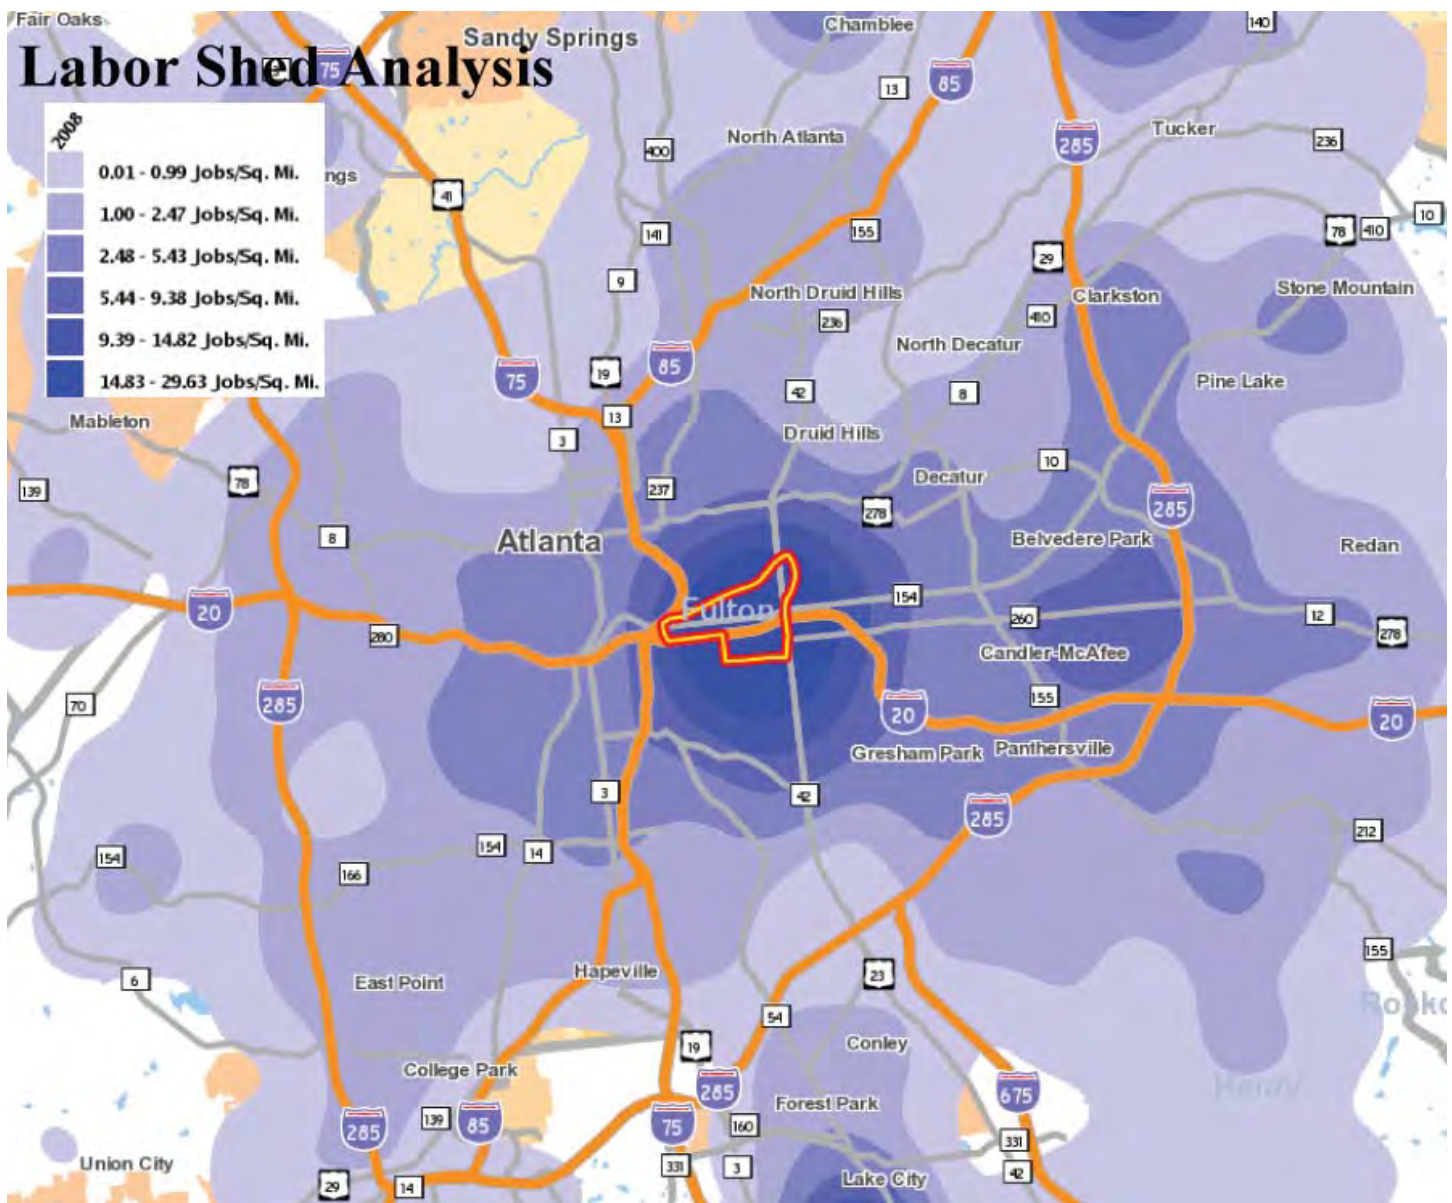 Fair Oaks
Sandy Springs
Chamblee
140
Labor Shed Analysis
75
85
13
2008
0.01 - 0.99 Jobs/Sq. Mi.
1.00 - 2.47 Jobs/Sq. Mi.
2.48 - 5.43 Jobs/Sq. Mi.
5.44 - 9.38 Jobs/Sq. Mi.
9.39 - 14.82 Jobs/Sq. Mi.
14.83 - 29.63 Jobs/Sq. Mi.
ngs
North Atlanta
Tucker
285
236
400
41
10
141
155
78
410
29
9
North Druid Hills
Clarkston
Stone Mountain
236
410
North Decatur
19
85
75
Pine Lake
42
8
Mableton
13
3
Druid Hills
10
Decatur
78
139
237
278
285
8
Atlanta
Belvedere Park
Redan
20
Fulton
154
260
12
278
280
Candler-McAfee
155
285
70
20
20
Gresham Park
Panthersville
3
42
285
212
154
14
154
166
155
6
East Point
Hapeville
23
54
19
Conley
College Park
285
675
Henry
139
85
75
Forest Park
160
285
331
Union City
331
3
42
29
14
Lake City